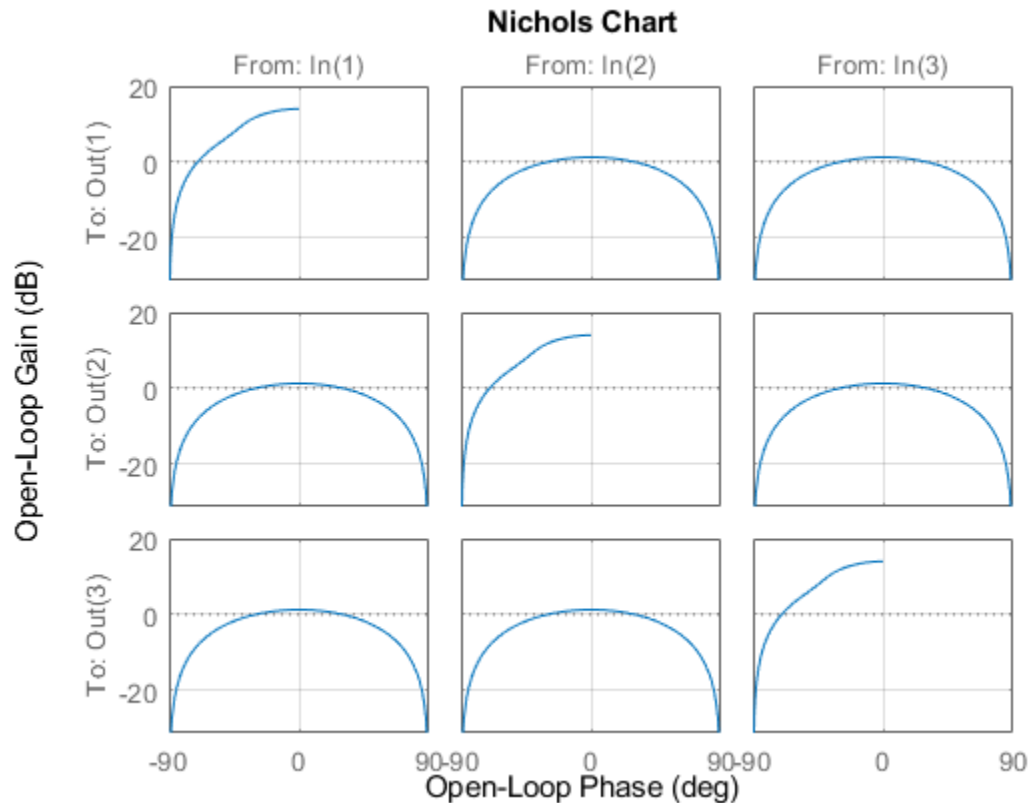 Nichols Chart
From: In(1) From: In(2) From: In(3)
Open-Loop Gain (dB)
To: Out(1)
20
0
-20
To: Out(2)
20
0
-20
To: Out(3)
20
0
-20
-90 0 90 -90 0 90 -90 0 90
Open-Loop Phase (deg)